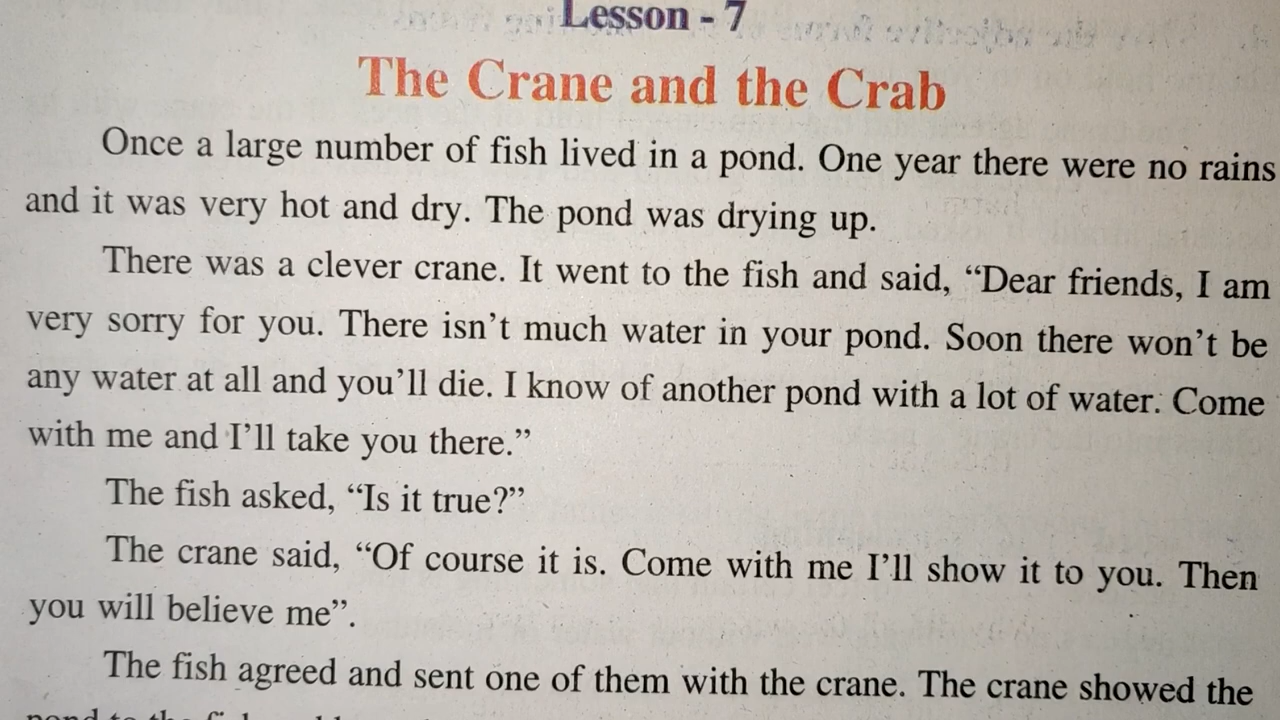 Lesson - 7
The Crane and the Crab
Once a large number of fish lived in a pond. One year there were no rains
and it was very hot and dry. The pond was drying up.
There was a clever crane. It went to the fish and said, “Dear friends, I am
very sorry for you. There isn’t much water in your pond. Soon there won’t be
any water at all and you’ll die. I know of another pond with a lot of water. Come
with me and I’ll take you there.”
The fish asked, “Is it true?”
The crane said, “Of course it is. Come with me I’ll show it to you. Then
you will believe me”.
The fish agreed and sent one of them with the crane. The crane showed the
pond to the